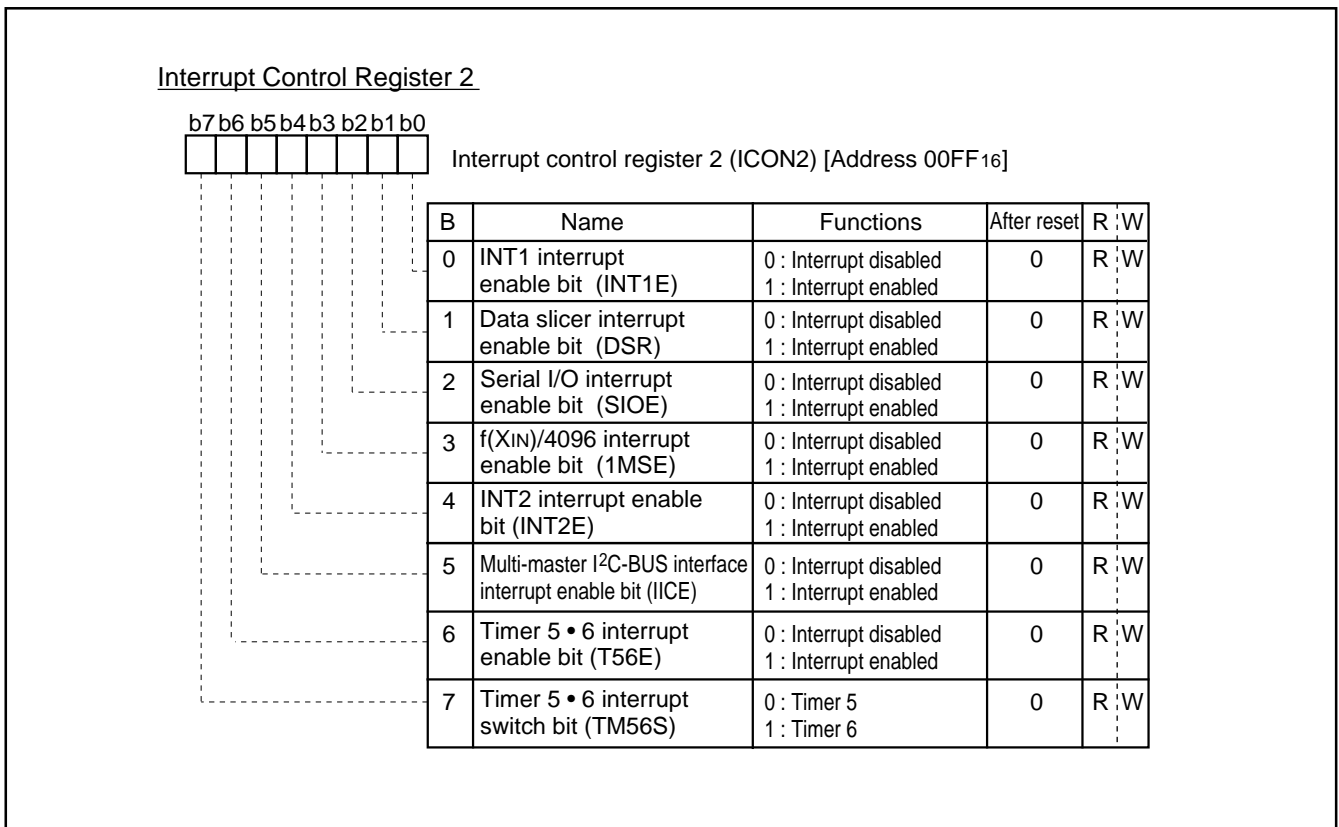 Interrupt Control Register 2
b7 b6 b5 b4 b3 b2 b1 b0
Interrupt control register 2 (ICON2) [Address 00FF16]
B Name Functions After reset R W
0 INT1 interrupt enable bit (INT1E) 0 : Interrupt disabled 0 R W
1 : Interrupt enabled
1 Data slicer interrupt enable bit (DSR) 0 : Interrupt disabled 0 R W
1 : Interrupt enabled
2 Serial I/O interrupt enable bit (SIOE) 0 : Interrupt disabled 0 R W
1 : Interrupt enabled
3 f(XIN)/4096 interrupt enable bit (1MSE) 0 : Interrupt disabled 0 R W
1 : Interrupt enabled
4 INT2 interrupt enable bit (INT2E) 0 : Interrupt disabled 0 R W
1 : Interrupt enabled
5 Multi-master I2C-BUS interface interrupt enable bit (IICE) 0 : Interrupt disabled 0 R W
1 : Interrupt enabled
6 Timer 5 • 6 interrupt enable bit (T56E) 0 : Interrupt disabled 0 R W
1 : Interrupt enabled
7 Timer 5 • 6 interrupt switch bit (TM56S) 0 : Timer 5 0 R W
1 : Timer 6